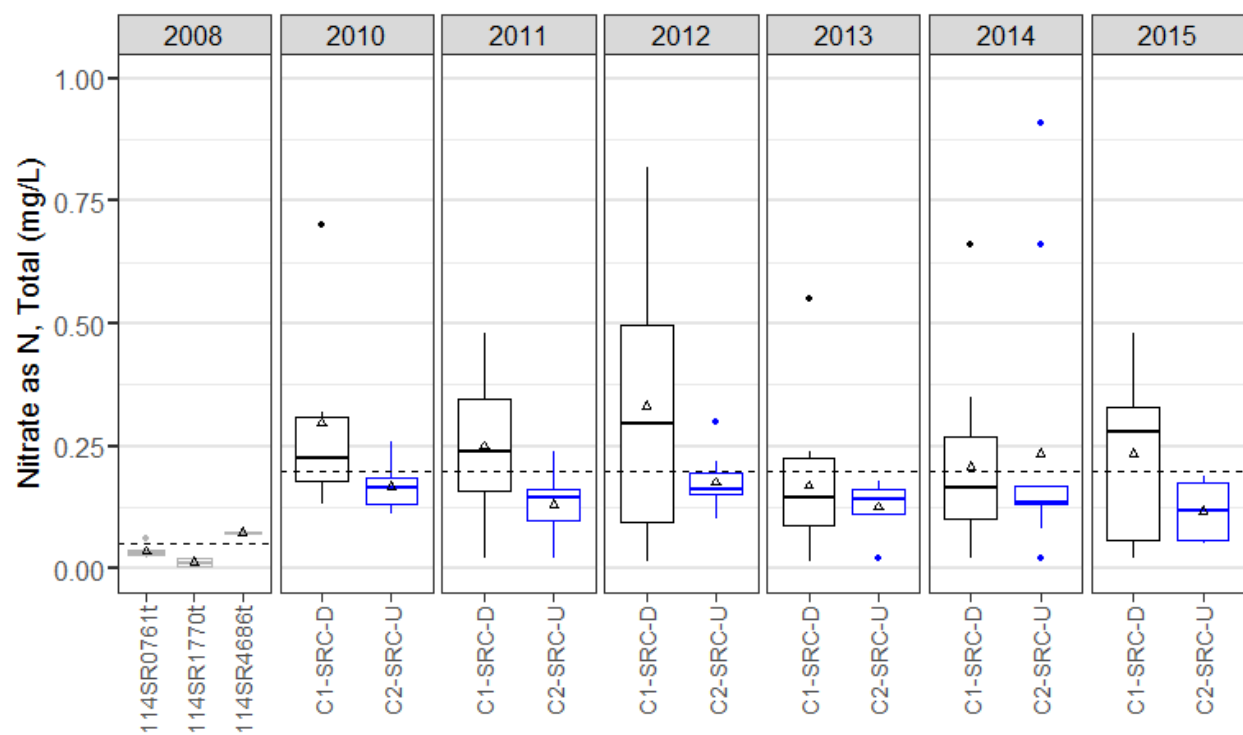 2008 2010 2011 2012 2013 2014 2015
Nitrate as N, Total (mg/L)
1.00
0.75
0.50
0.25
0.00
114SR0761t
114SR1770t
114SR4686t
C1-SRC-D
C2-SRC-U
C1-SRC-D
C2-SRC-U
C1-SRC-D
C2-SRC-U
C1-SRC-D
C2-SRC-U
C1-SRC-D
C2-SRC-U
C1-SRC-D
C2-SRC-U